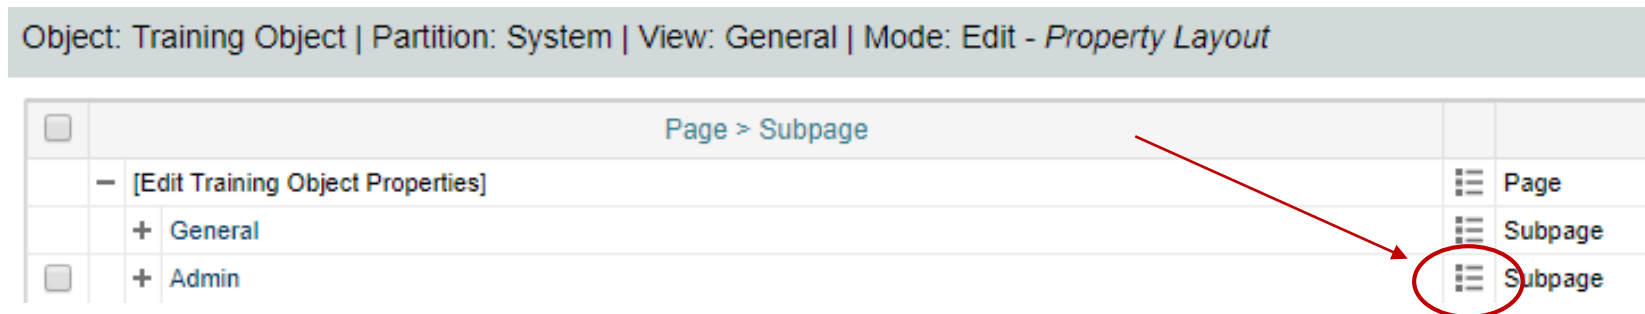 Object: Training Object | Partition: System | View: General | Mode: Edit - Property Layout
Page > Subpage
[Edit Training Object Properties] Page
General Subpage
Admin Subpage